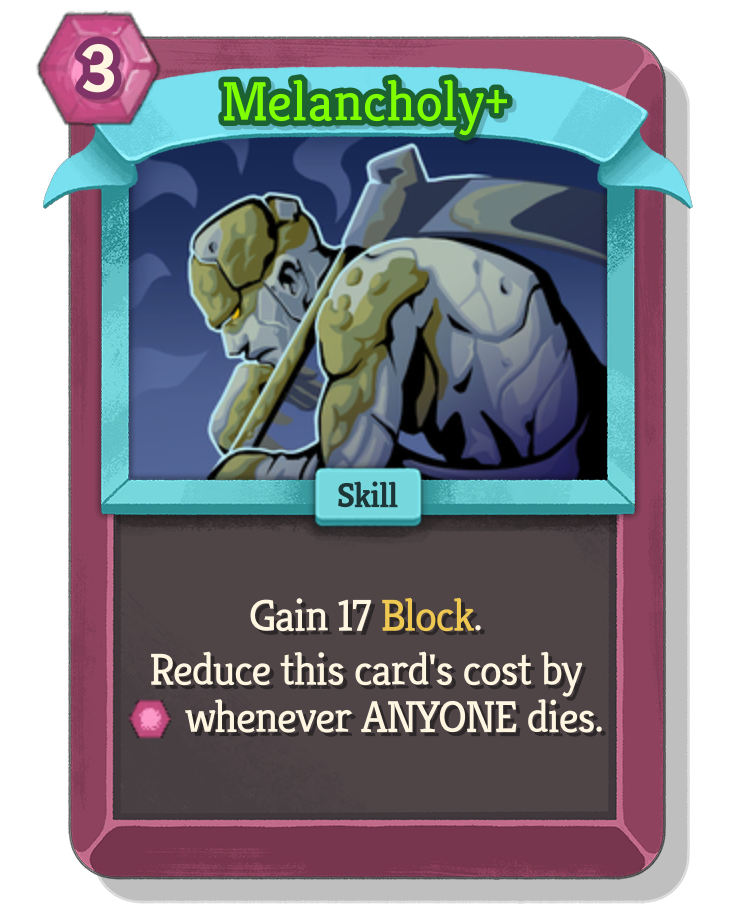 3
Melancholy+
Skill
Gain 17 Block.
Reduce this card's cost by
whenever ANYONE dies.